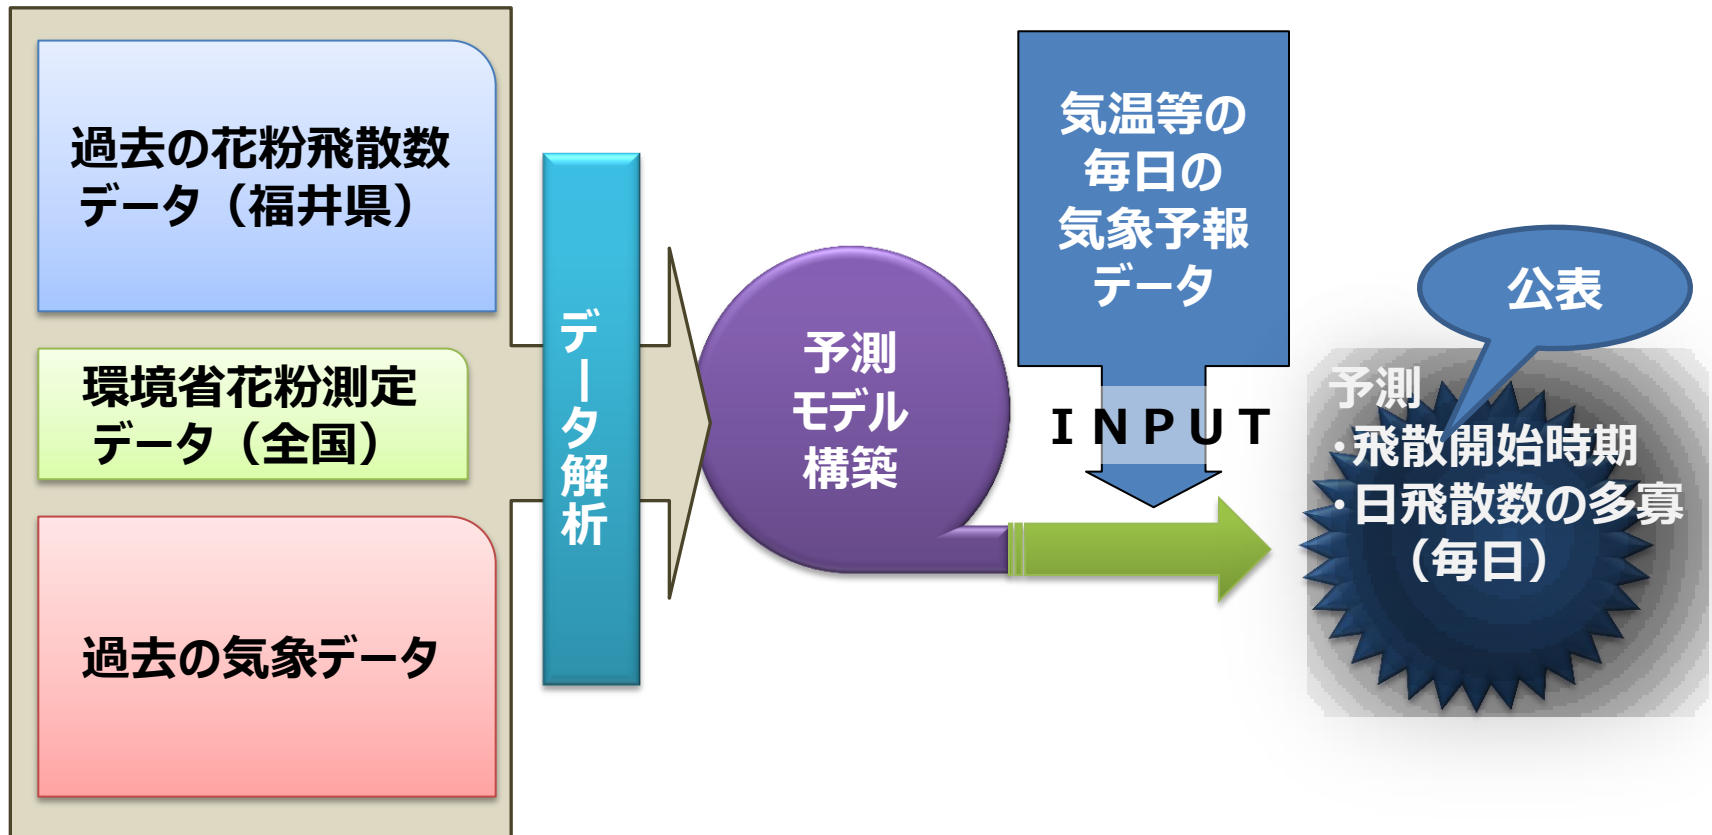 過去の花粉飛散数
データ（福井県）
環境省花粉測定
データ（全国）
過去の気象データ
データ解析
予測
モデル
構築
気温等の
毎日の
気象予報
データ
ＩＮＰＵＴ
公表
予測
・飛散開始時期
・日飛散数の多寡
（毎日）